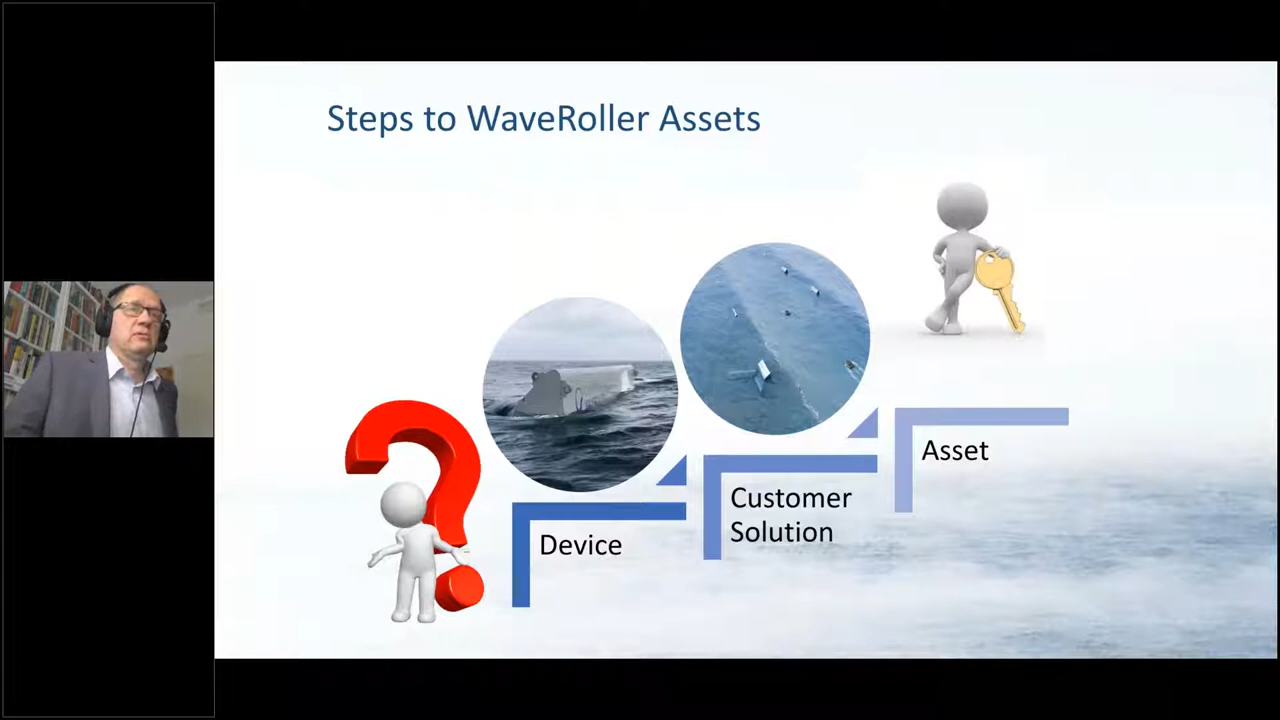 Steps to WaveRoller Assets
Asset
Customer
Solution
Device